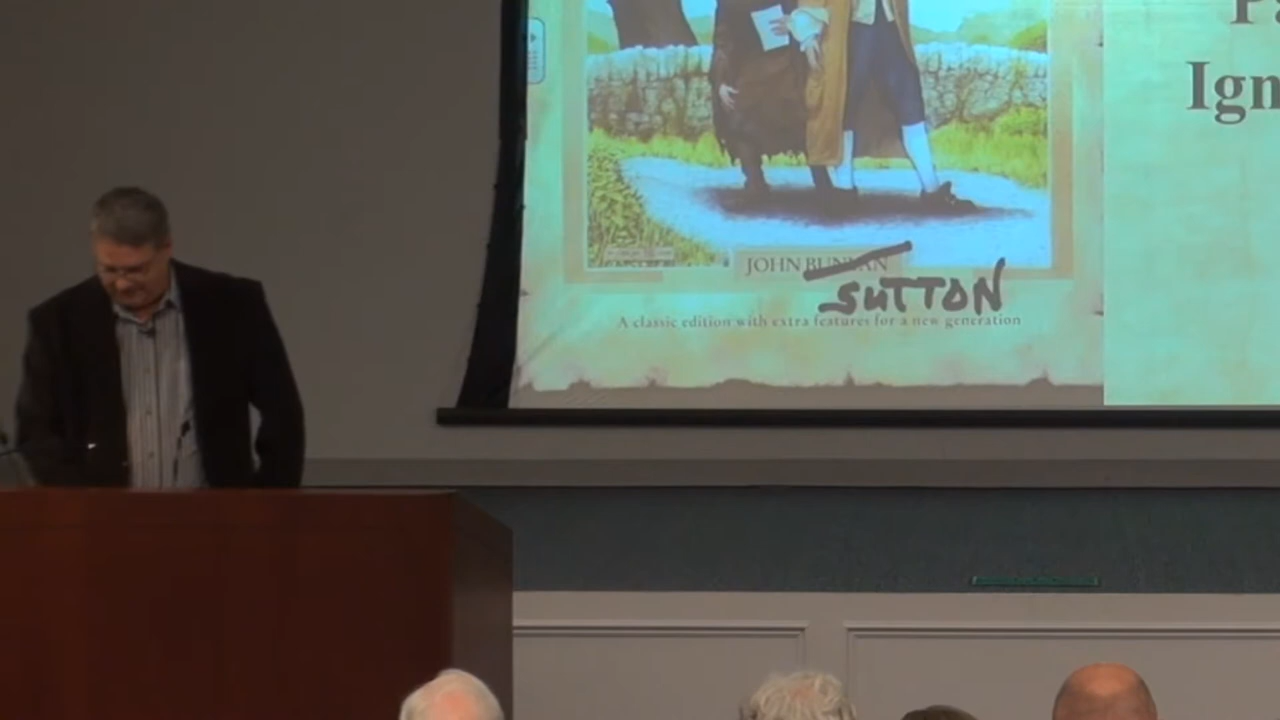 Ign
JOHN BUNYAN
SUTTON
A classic edition with extra features for a new generation